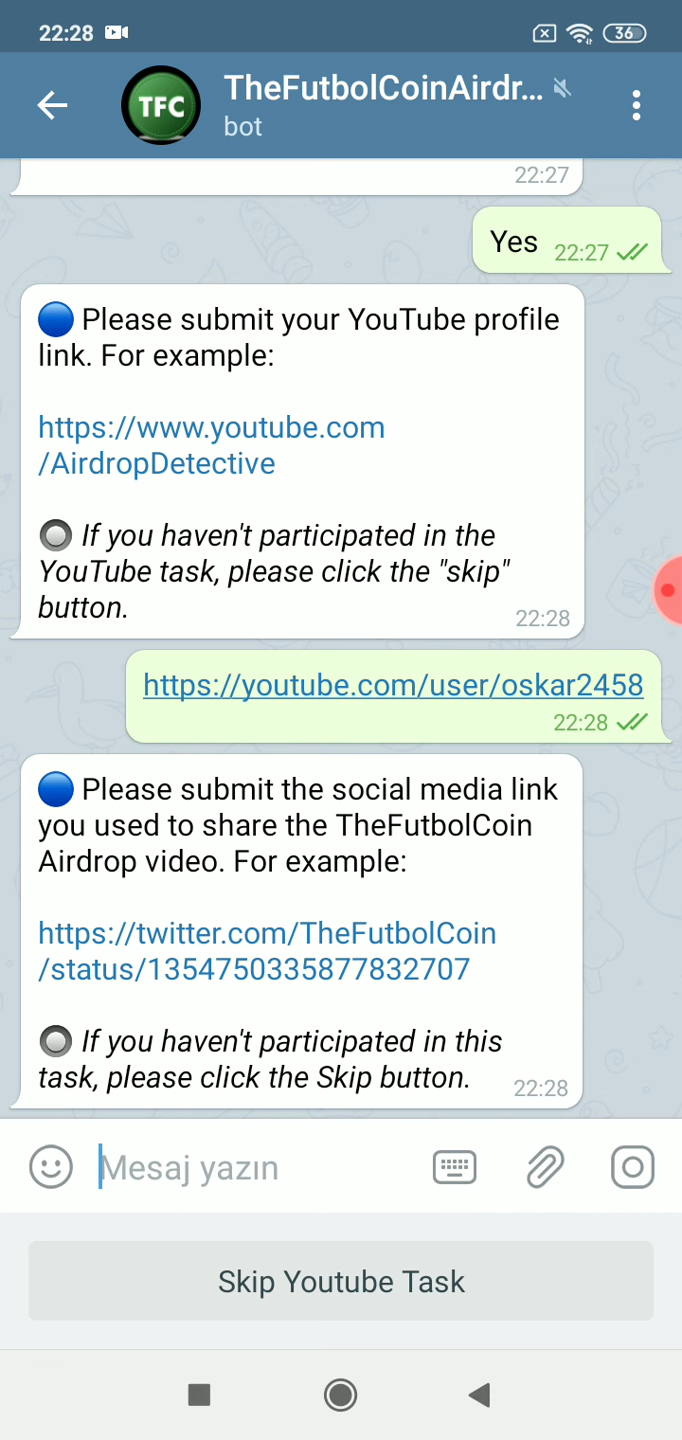 22:28
36
TFC
TheFutbolCoinAirdr...
bot
22:27
Yes
22:27
Please submit your YouTube profile
link. For example:
https://www.youtube.com
/AirdropDetective
If you haven't participated in the
YouTube task, please click the "skip"
button.
22:28
https://youtube.com/user/oskar2458
22:28
Please submit the social media link
you used to share the TheFutbolCoin
Airdrop video. For example:
https://twitter.com/TheFutbolCoin
/status/1354750335877832707
If you haven't participated in this
task, please click the Skip button.
22:28
Mesaj yazın
Skip Youtube Task